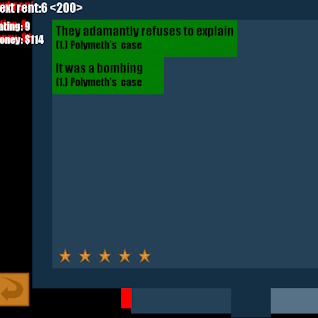 ext rent:6 <200>
ating: 9
oney: $114
They adamantly refuses to explain
(1.) Polymeth's case
It was a bombing
(1.) Polymeth's case